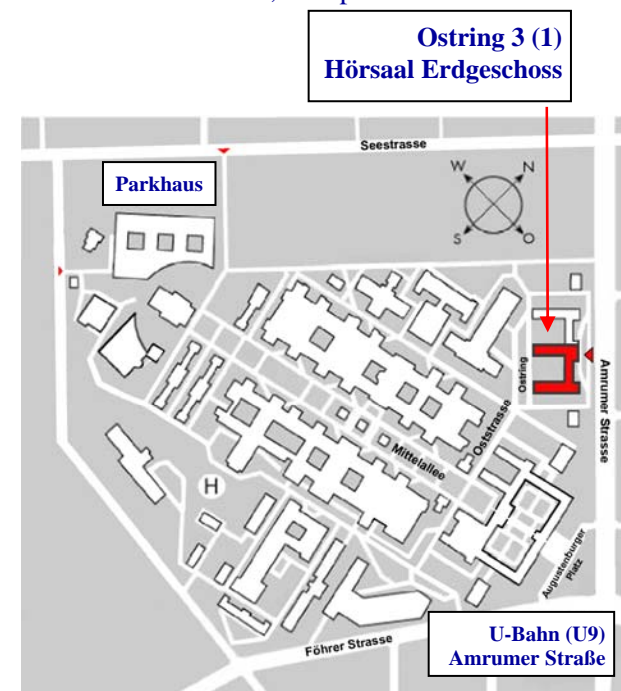 Ostring 3 (1)
Hörsaal Erdgeschoss
Seestrasse
Parkhaus
W
N
S
O
Ostring
Amrumer Strasse
Oststrasse
Mittelallee
H
Augustenburger
Platz
U-Bahn (U9)
Amrumer Straße
Föhrer Strasse